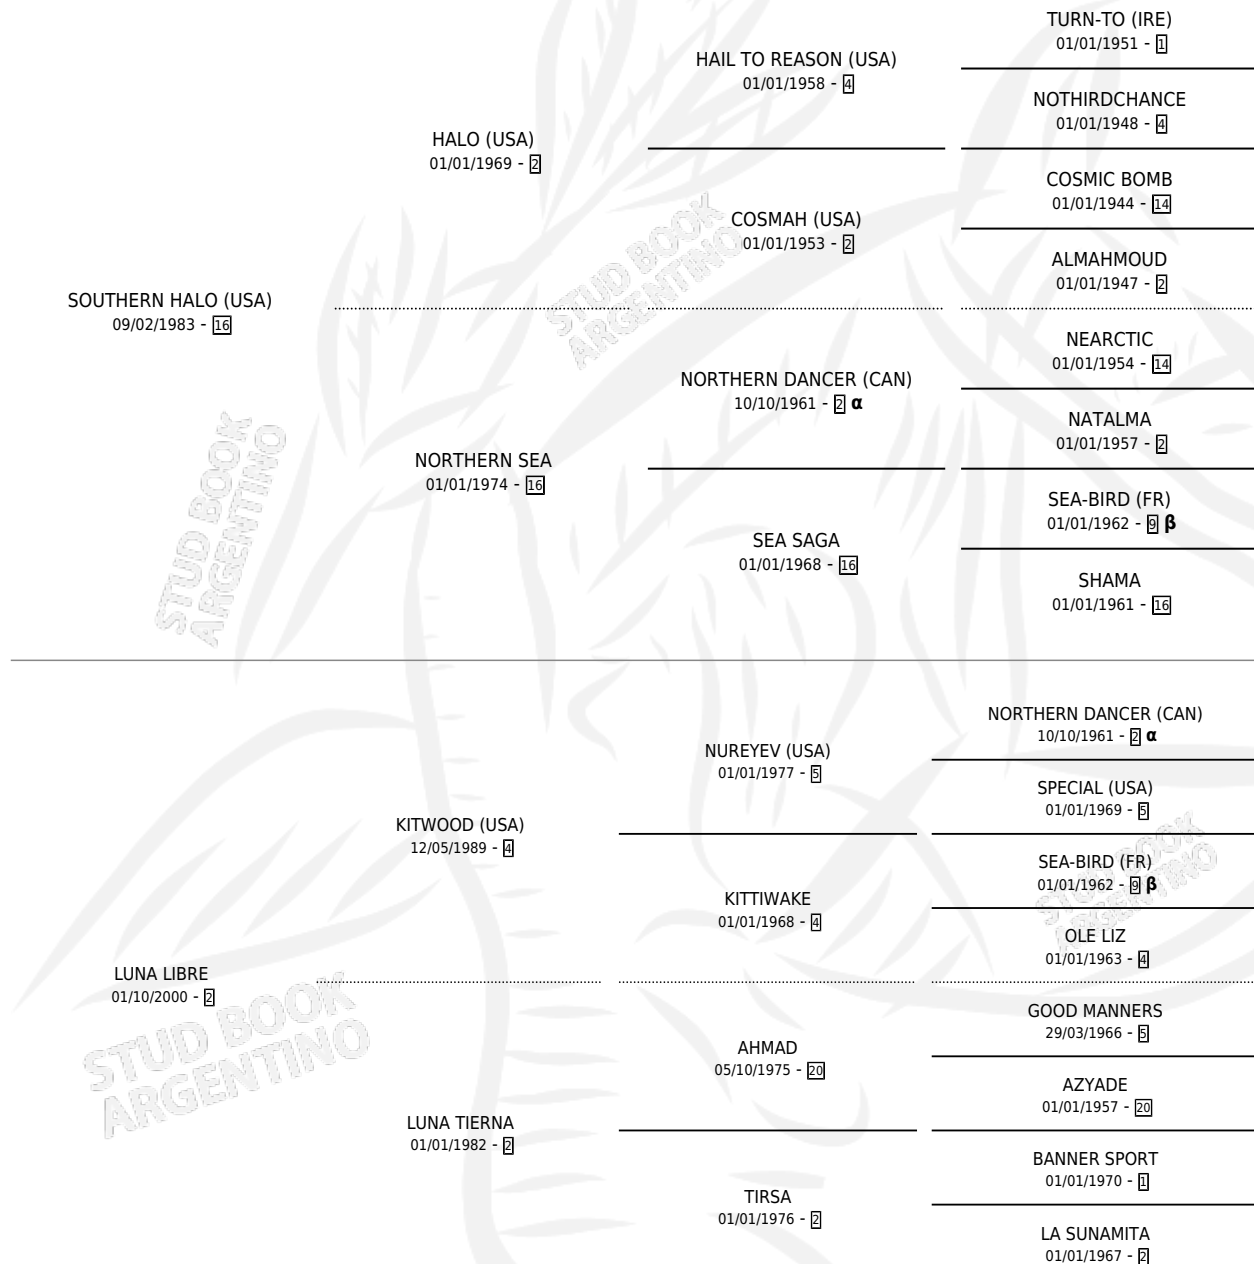 TURN-TO (IRE)
01/01/1951 - 1
HAIL TO REASON (USA)
01/01/1958 - 4
NOTHIRDCHANCE
01/01/1948 - 4
HALO (USA)
01/01/1969 - 2
COSMIC BOMB
01/01/1944 - 14
COSMAH (USA)
01/01/1953 - 2
ALMAHMOUD
01/01/1947 - 2
SOUTHERN HALO (USA)
09/02/1983 - 16
NEARCTIC
01/01/1954 - 14
NORTHERN DANCER (CAN)
10/10/1961 - 2 α
NATALMA
01/01/1957 - 2
NORTHERN SEA
01/01/1974 - 16
SEA-BIRD (FR)
01/01/1962 - 9 β
SEA SAGA
01/01/1968 - 16
SHAMA
01/01/1961 - 16
STUD BOOK
ARGENTINO
STUD BOOK
ARGENTINO
NORTHERN DANCER (CAN)
10/10/1961 - 2 α
NUREYEV (USA)
01/01/1977 - 5
SPECIAL (USA)
01/01/1969 - 5
KITWOOD (USA)
12/05/1989 - 4
SEA-BIRD (FR)
01/01/1962 - 9 β
KITTIWAKE
01/01/1968 - 4
OLE LIZ
01/01/1963 - 4
LUNA LIBRE
01/10/2000 - 2
GOOD MANNERS
29/03/1966 - 5
AHMAD
05/10/1975 - 20
AZYADE
01/01/1957 - 20
LUNA TIERNA
01/01/1982 - 2
BANNER SPORT
01/01/1970 - 1
TIRSA
01/01/1976 - 2
LA SUNAMITA
01/01/1967 - 2
STUD BOOK
ARGENTINO
STUD BOOK
ARGENTINO